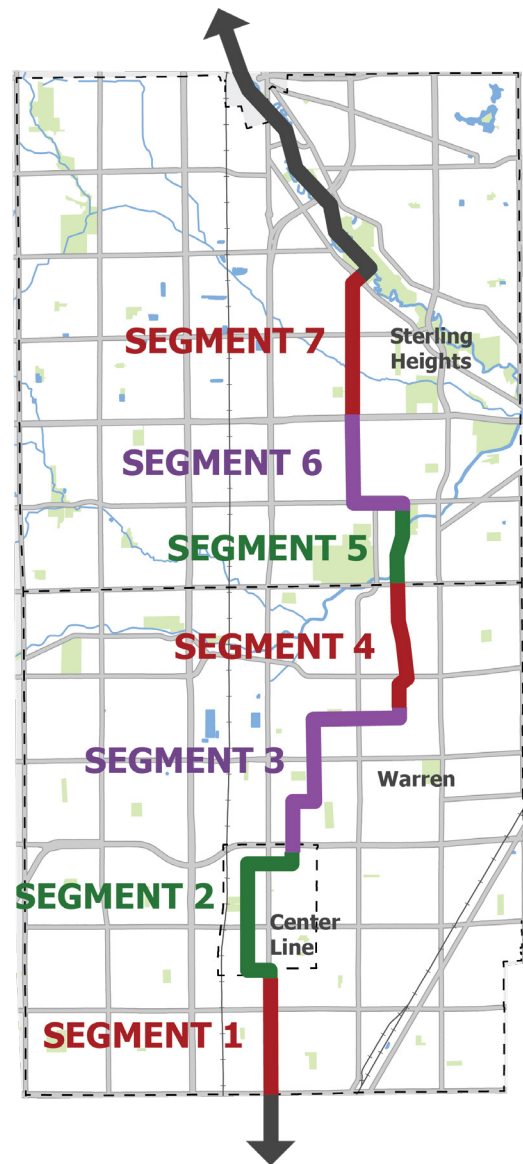 SEGMENT 7
Sterling
Heights
SEGMENT 6
SEGMENT 5
SEGMENT 4
SEGMENT 3
Warren
SEGMENT 2
Center
Line
SEGMENT 1